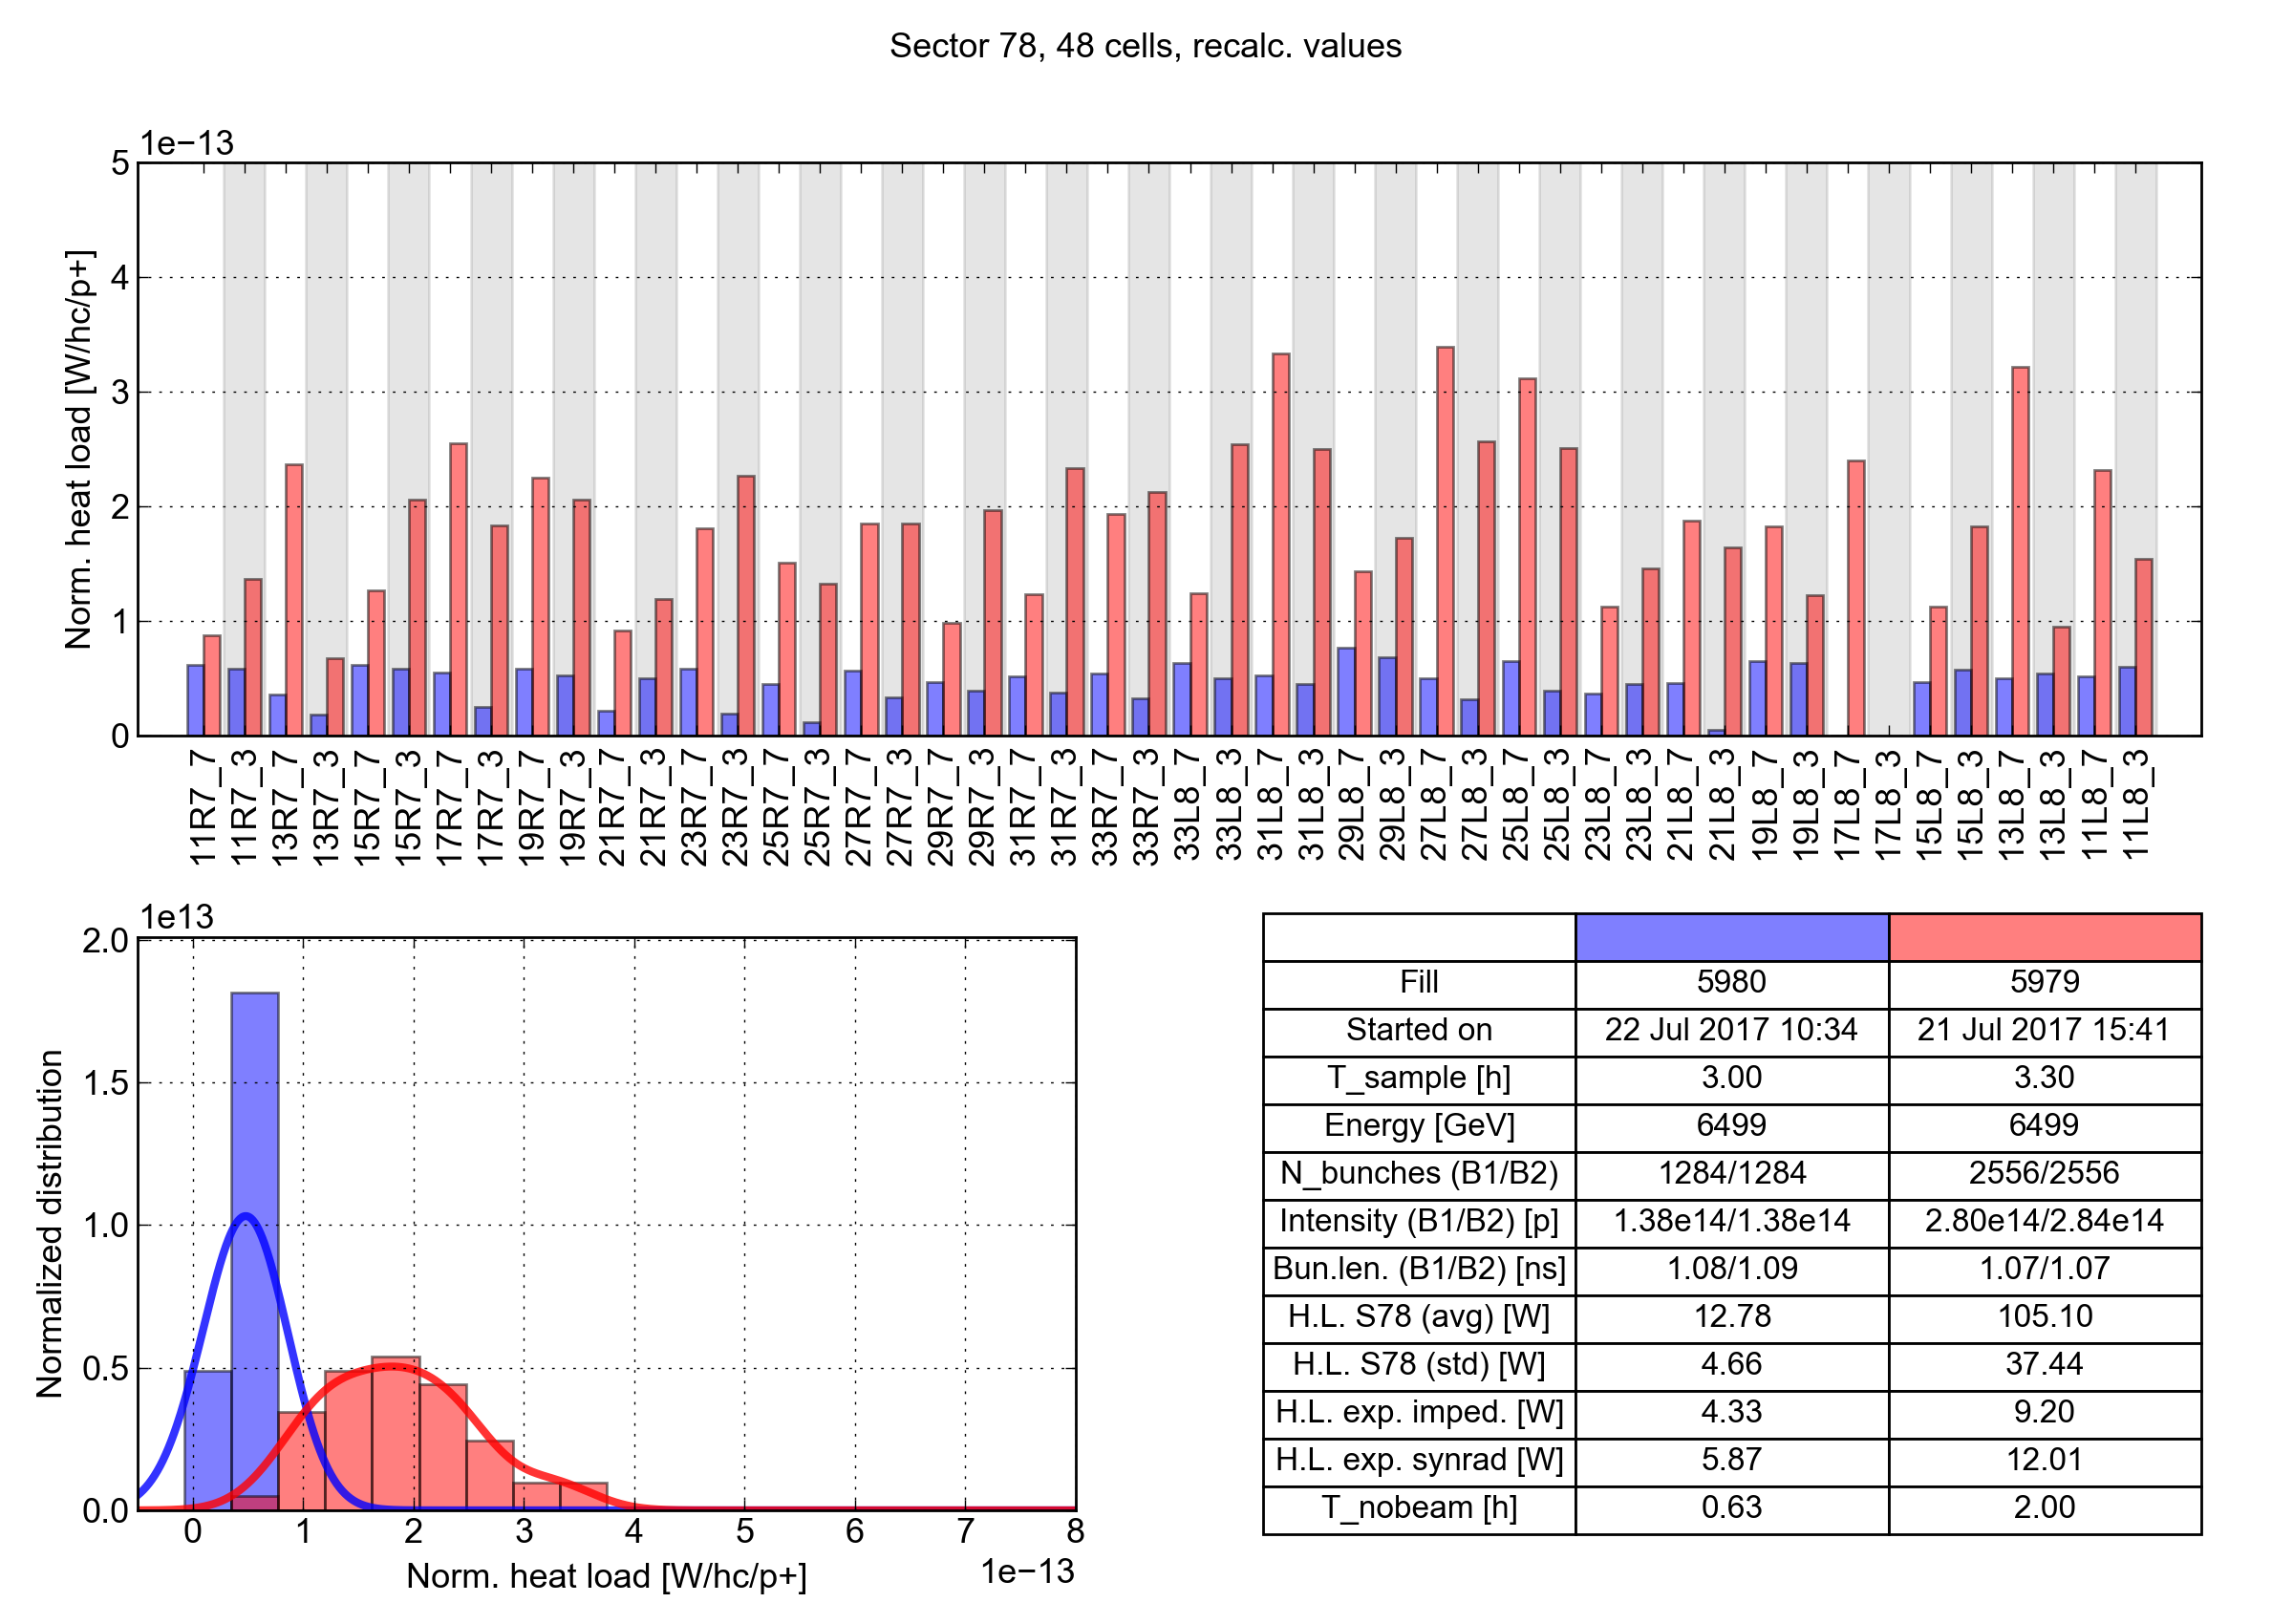 Sector 78, 48 cells, recalc. values
1e−13
5
4
3
2
1
0
Norm. heat load [W/hc/p+]
11R7_7
11R7_3
13R7_7
13R7_3
15R7_7
15R7_3
17R7_7
17R7_3
19R7_7
19R7_3
21R7_7
21R7_3
23R7_7
23R7_3
25R7_7
25R7_3
27R7_7
27R7_3
29R7_7
29R7_3
31R7_7
31R7_3
33R7_7
33R7_3
33L8_7
33L8_3
31L8_7
31L8_3
29L8_7
29L8_3
27L8_7
27L8_3
25L8_7
25L8_3
23L8_7
23L8_3
21L8_7
21L8_3
19L8_7
19L8_3
17L8_7
17L8_3
15L8_7
15L8_3
13L8_7
13L8_3
11L8_7
11L8_3
1e13
2.0
1.5
1.0
0.5
0.0
Normalized distribution
0 1 2 3 4 5 6 7 8
1e−13
Norm. heat load [W/hc/p+]
Fill 5980 5979
Started on 22 Jul 2017 10:34 21 Jul 2017 15:41
T_sample [h] 3.00 3.30
Energy [GeV] 6499 6499
N_bunches (B1/B2) 1284/1284 2556/2556
Intensity (B1/B2) [p] 1.38e14/1.38e14 2.80e14/2.84e14
Bun.len. (B1/B2) [ns] 1.08/1.09 1.07/1.07
H.L. S78 (avg) [W] 12.78 105.10
H.L. S78 (std) [W] 4.66 37.44
H.L. exp. imped. [W] 4.33 9.20
H.L. exp. synrad [W] 5.87 12.01
T_nobeam [h] 0.63 2.00